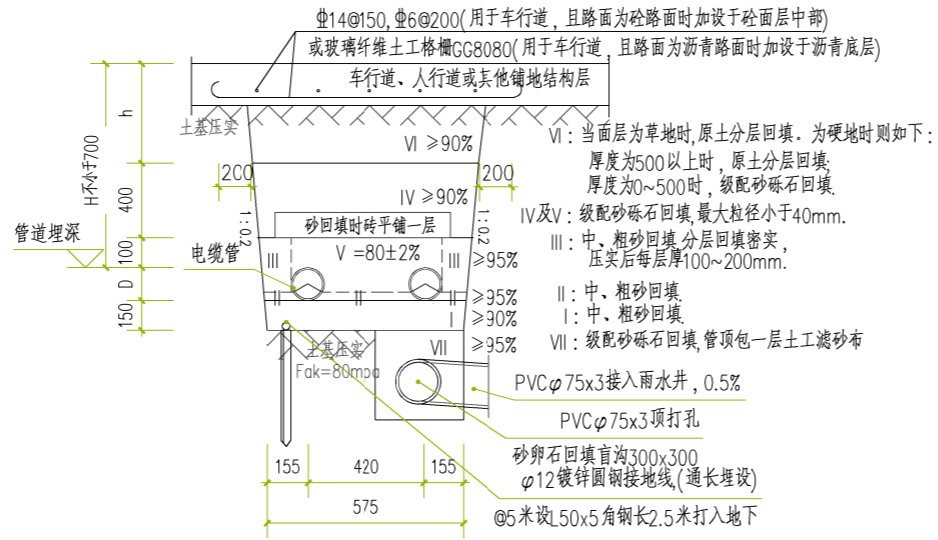 ⌽14@150,⌽6@200(用于车行道，且路面为砼路面时加设于砼面层中部)
或玻璃纤维土工格栅GG8080(用于车行道，且路面为沥青路面时加设于沥青底层)
车行道、人行道或其他铺地结构层
土基压实
h
H不小于700
VI ≥90%
200
200
400
IV ≥90%
1:0.2
1:0.2
砂回填时砖平铺一层
管道埋深
电缆管
100
III
V =80±2%
III
≥95%
D
II
II
II
≥95%
150
I
≥90%
土基压实
Fak=80mpa
VII
≥95%
VI：当面层为草地时,原土分层回填．为硬地时则如下：
厚度为500以上时，原土分层回填;
厚度为0~500时，级配砂砾石回填.
IV及V：级配砂砾石回填,最大粒径小于40mm.
III：中、粗砂回填,分层回填密实，
压实后每层厚100~200mm.
II：中、粗砂回填.
I：中、粗砂回填.
VII：级配砂砾石回填,管顶包一层土工滤砂布
PVCφ75x3接入雨水井，0.5%
PVCφ75x3顶打孔
砂卵石回填盲沟300x300
φ12镀锌圆钢接地线,(通长埋设)
@5米设L50x5角钢长2.5米打入地下
155
420
155
575